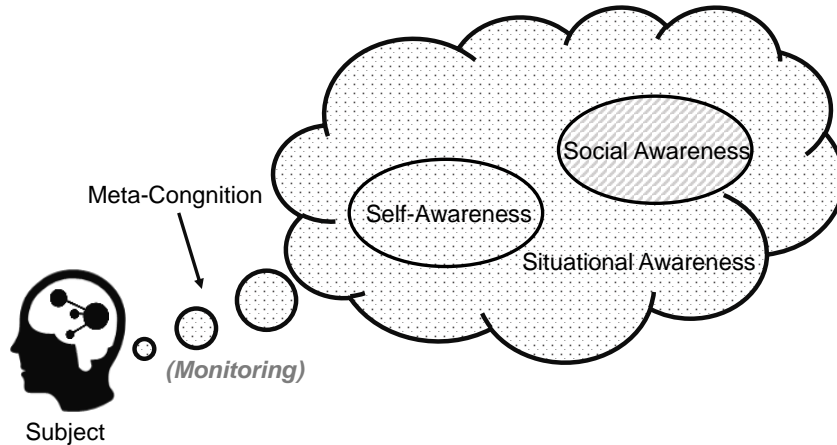 Social Awareness
Meta-Congnition
Self-Awareness
Situational Awareness
(Monitoring)
Subject